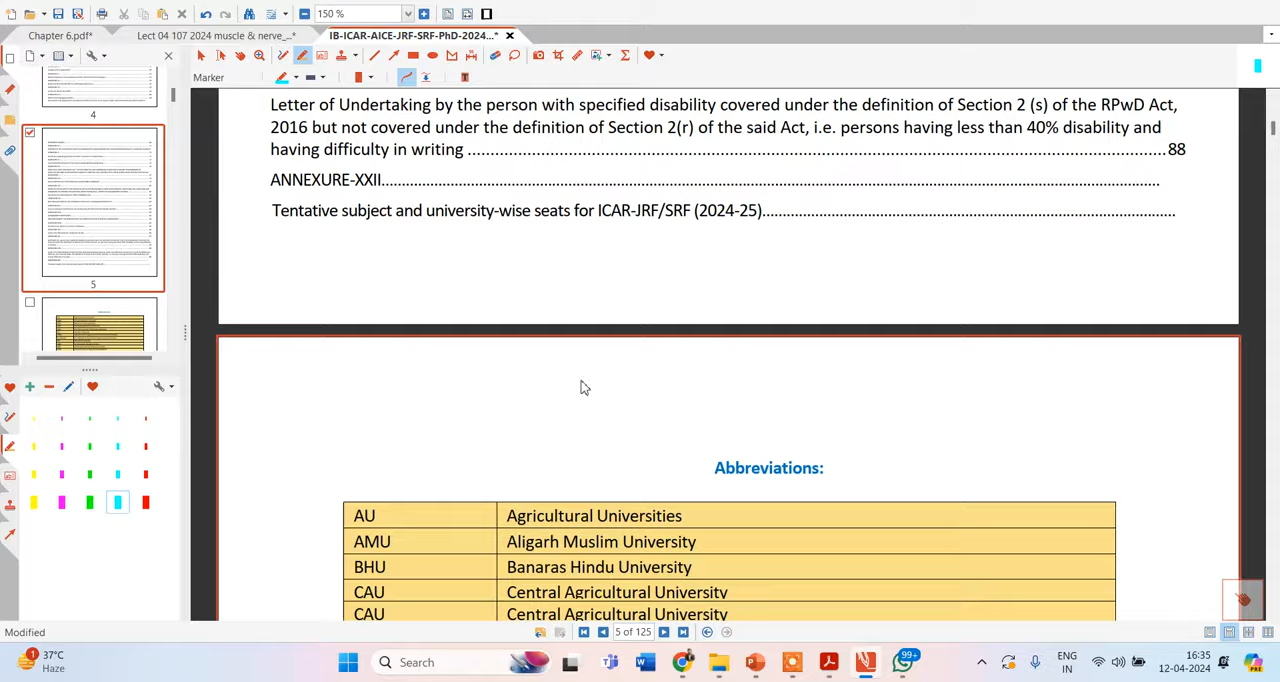 150 %
Chapter 6.pdf*
Lect 04 107 2024 muscle & nerve_...*
IB-ICAR-AICE-JRF-SRF-PhD-2024...*
Marker
Letter of Undertaking by the person with specified disability covered under the definition of Section 2 (s) of the RPwD Act,
2016 but not covered under the definition of Section 2(r) of the said Act, i.e. persons having less than 40% disability and
having difficulty in writing ........ 88
ANNEXURE-XXII........
Tentative subject and university-wise seats for ICAR-JRF/SRF (2024-25)........
4
5
Abbreviations:
AU Agricultural Universities
AMU Aligarh Muslim University
BHU Banaras Hindu University
CAU Central Agricultural University
CAU Central Agricultural University
Modified
5 of 125
1
37°C
Haze
Search
99+
ENG
IN
16:35
12-04-2024
PRE